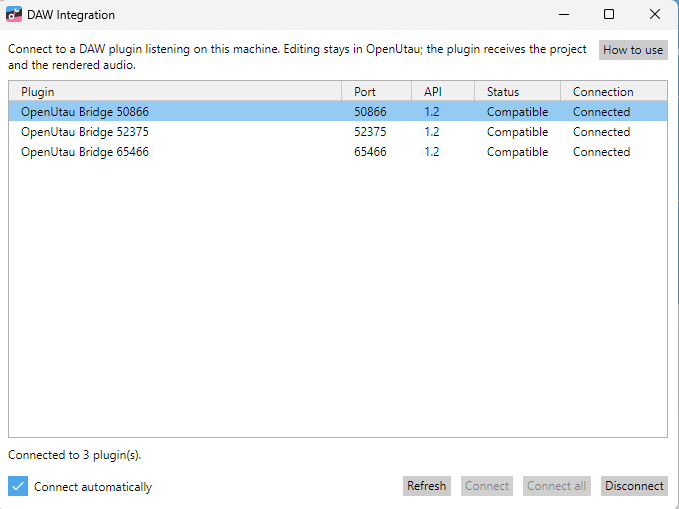 DAW Integration
Connect to a DAW plugin listening on this machine. Editing stays in OpenUtau; the plugin receives the project
and the rendered audio.
How to use
Plugin Port API Status Connection
OpenUtau Bridge 50866 50866 1.2 Compatible Connected
OpenUtau Bridge 52375 52375 1.2 Compatible Connected
OpenUtau Bridge 65466 65466 1.2 Compatible Connected
Connected to 3 plugin(s).
Connect automatically
Refresh Connect Connect all Disconnect